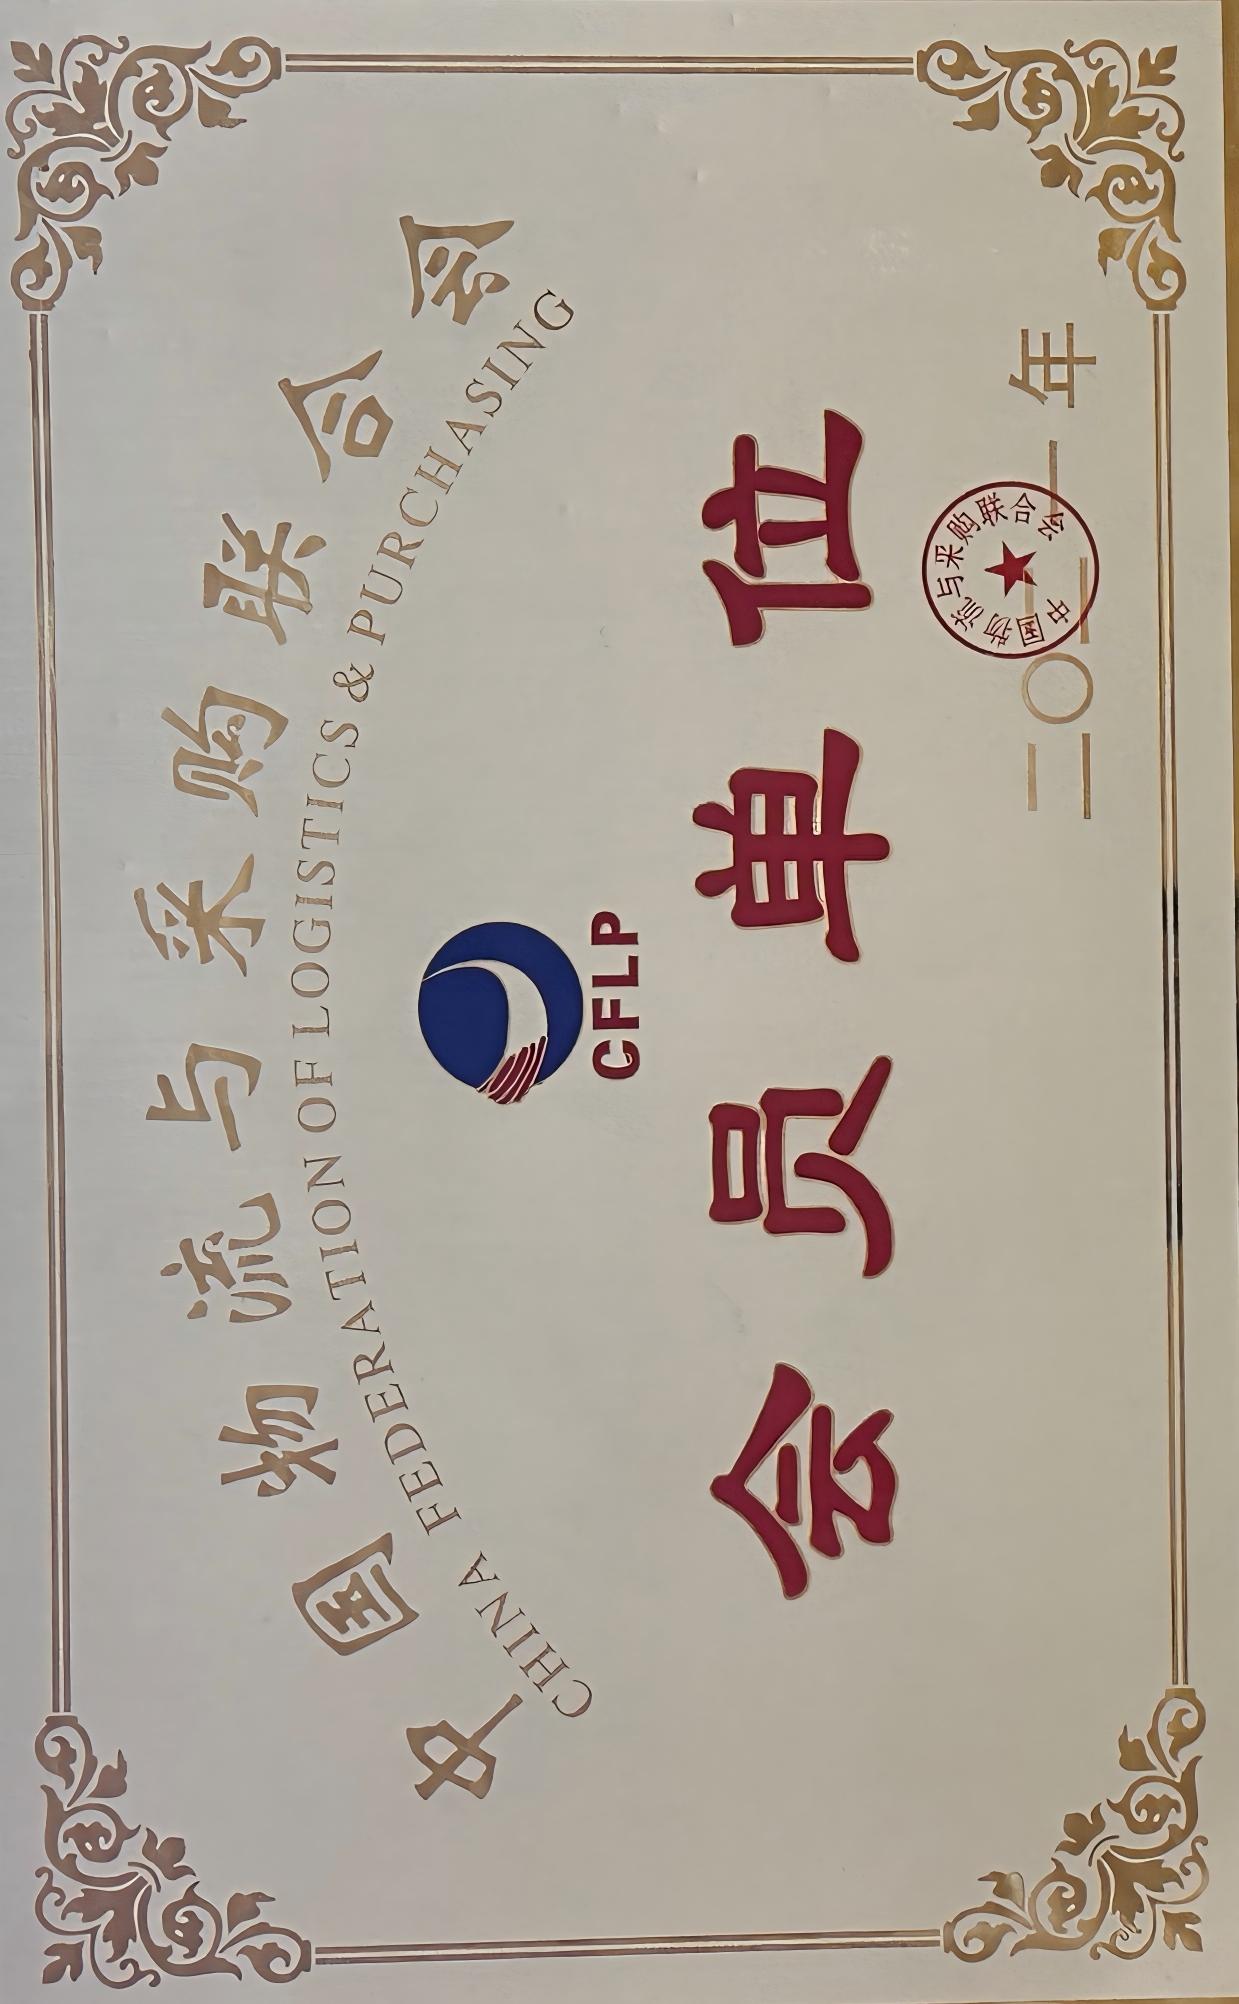 中国物流与采购联合会
CHINA FEDERATION OF LOGISTICS & PURCHASING
CFLP
会员单位
中国物流与采购联合会
二〇二一年